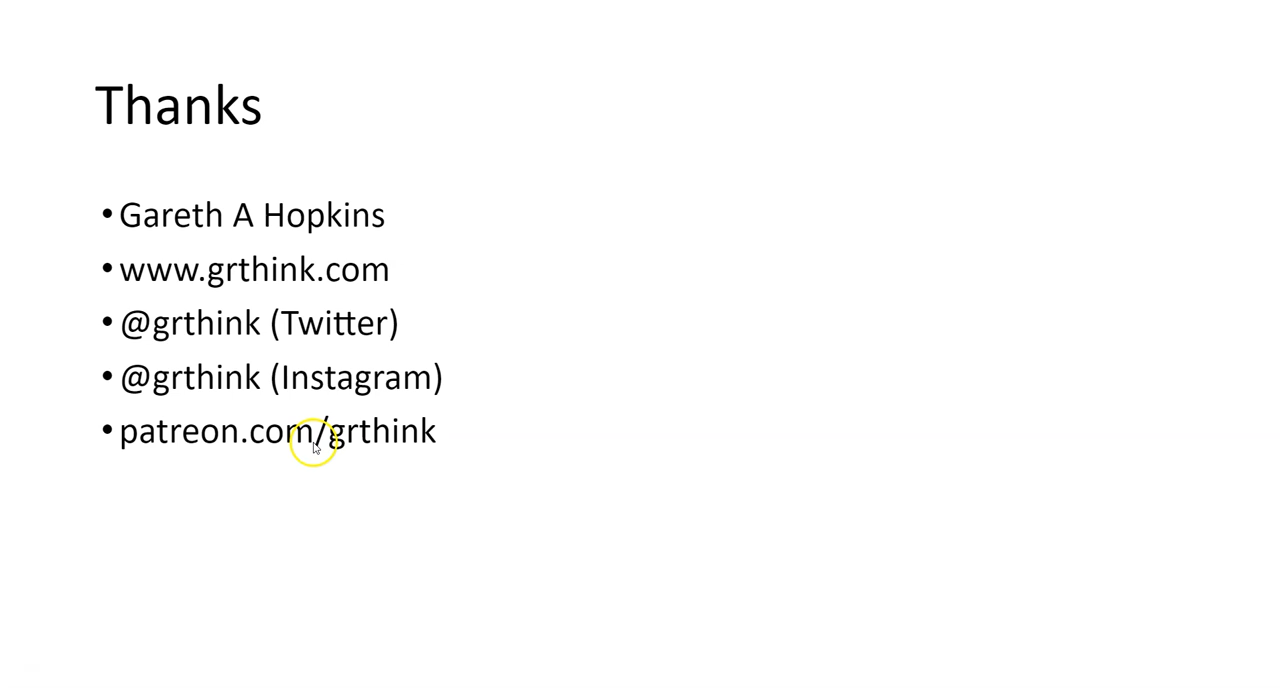 Thanks
• Gareth A Hopkins
• www.grthink.com
• @grthink (Twitter)
• @grthink (Instagram)
• patreon.com/grthink